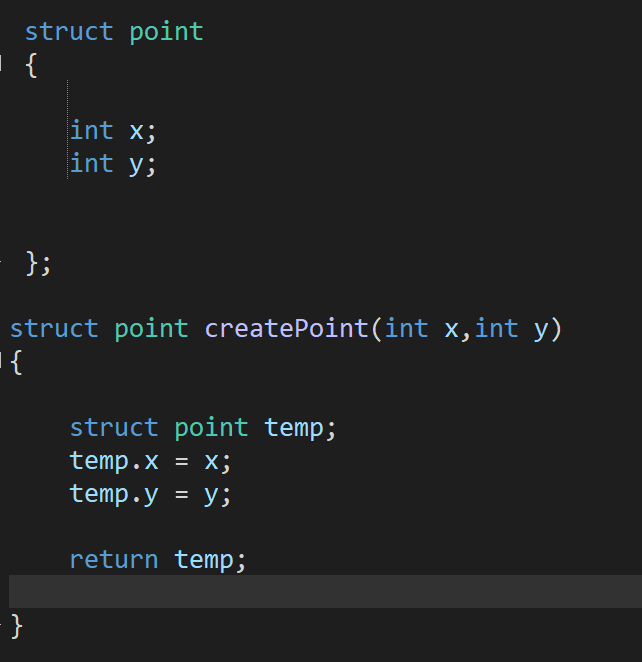 struct point
{
int x;
int y;
};
struct point createPoint(int x,int y)
{
struct point temp;
temp.x = x;
temp.y = y;
return temp;
}